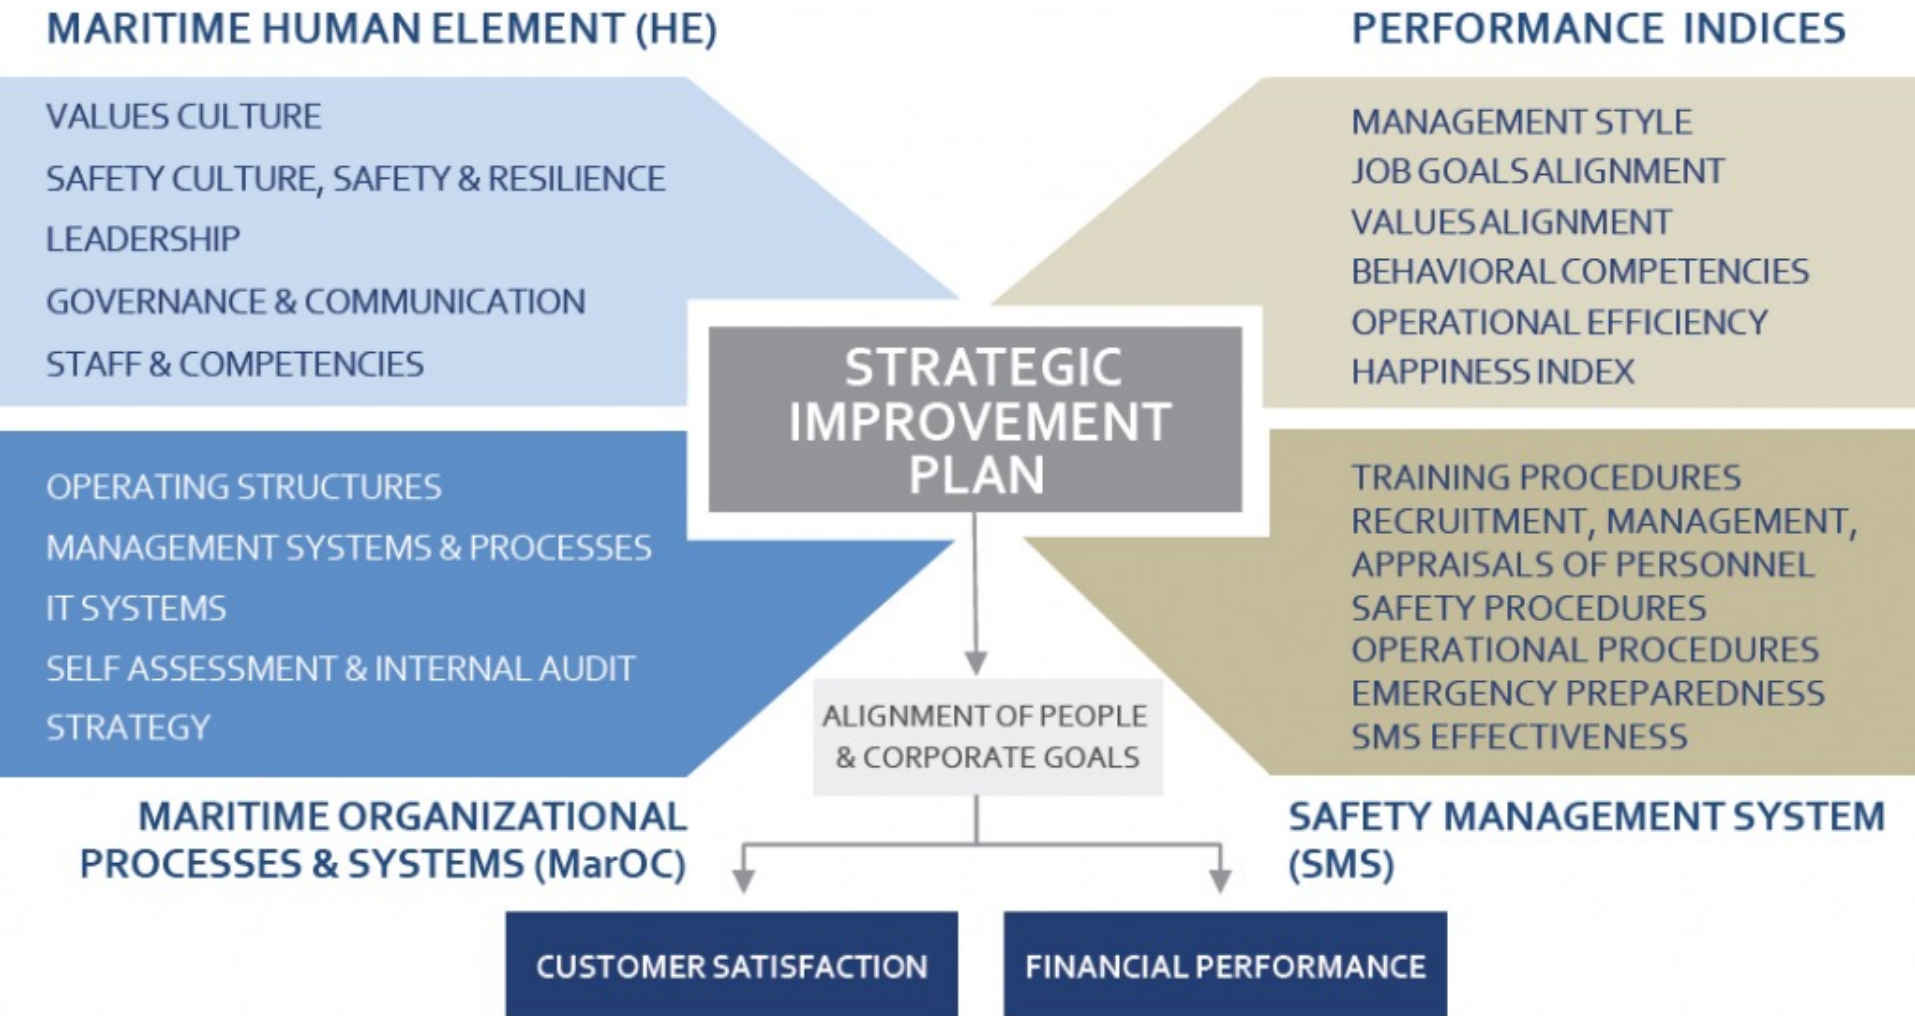 MARITIME HUMAN ELEMENT (HE)
VALUES CULTURE
SAFETY CULTURE, SAFETY & RESILIENCE
LEADERSHIP
GOVERNANCE & COMMUNICATION
STAFF & COMPETENCIES
PERFORMANCE INDICES
MANAGEMENT STYLE
JOB GOALS ALIGNMENT
VALUES ALIGNMENT
BEHAVIORAL COMPETENCIES
OPERATIONAL EFFICIENCY
HAPPINESS INDEX
STRATEGIC
IMPROVEMENT
PLAN
OPERATING STRUCTURES
MANAGEMENT SYSTEMS & PROCESSES
IT SYSTEMS
SELF ASSESSMENT & INTERNAL AUDIT
STRATEGY
MARITIME ORGANIZATIONAL
PROCESSES & SYSTEMS (MarOC)
TRAINING PROCEDURES
RECRUITMENT, MANAGEMENT,
APPRAISALS OF PERSONNEL
SAFETY PROCEDURES
OPERATIONAL PROCEDURES
EMERGENCY PREPAREDNESS
SMS EFFECTIVENESS
SAFETY MANAGEMENT SYSTEM
(SMS)
ALIGNMENT OF PEOPLE
& CORPORATE GOALS
CUSTOMER SATISFACTION
FINANCIAL PERFORMANCE